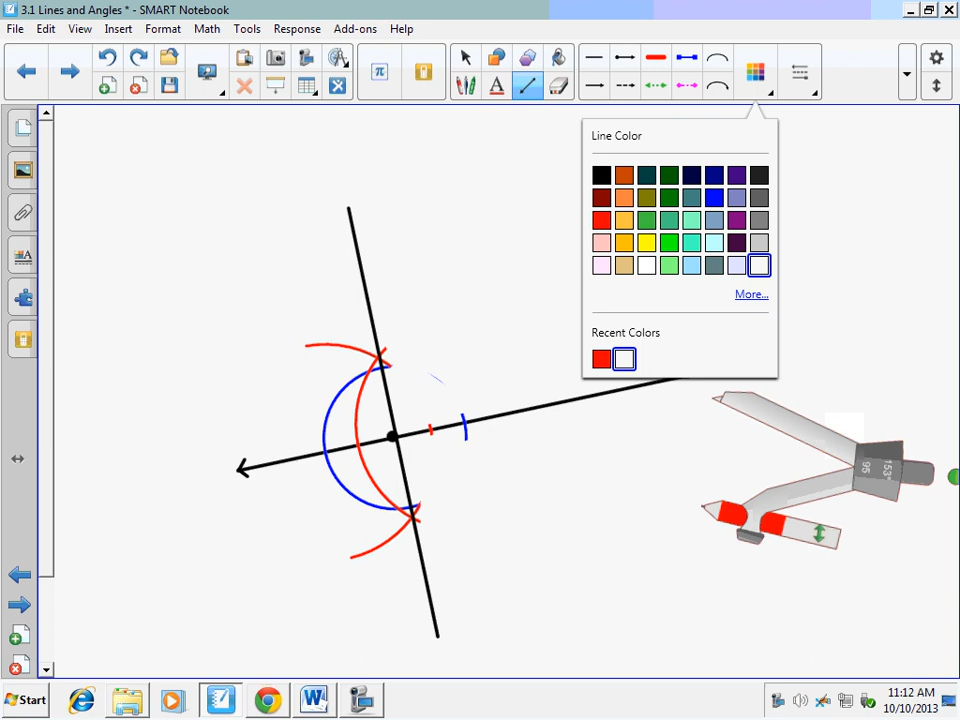 3.1 Lines and Angles * - SMART Notebook
File Edit View Insert Format Math Tools Response Add-ons Help
Line Color
More...
Recent Colors
95 153°
Start
11:12 AM
10/10/2013